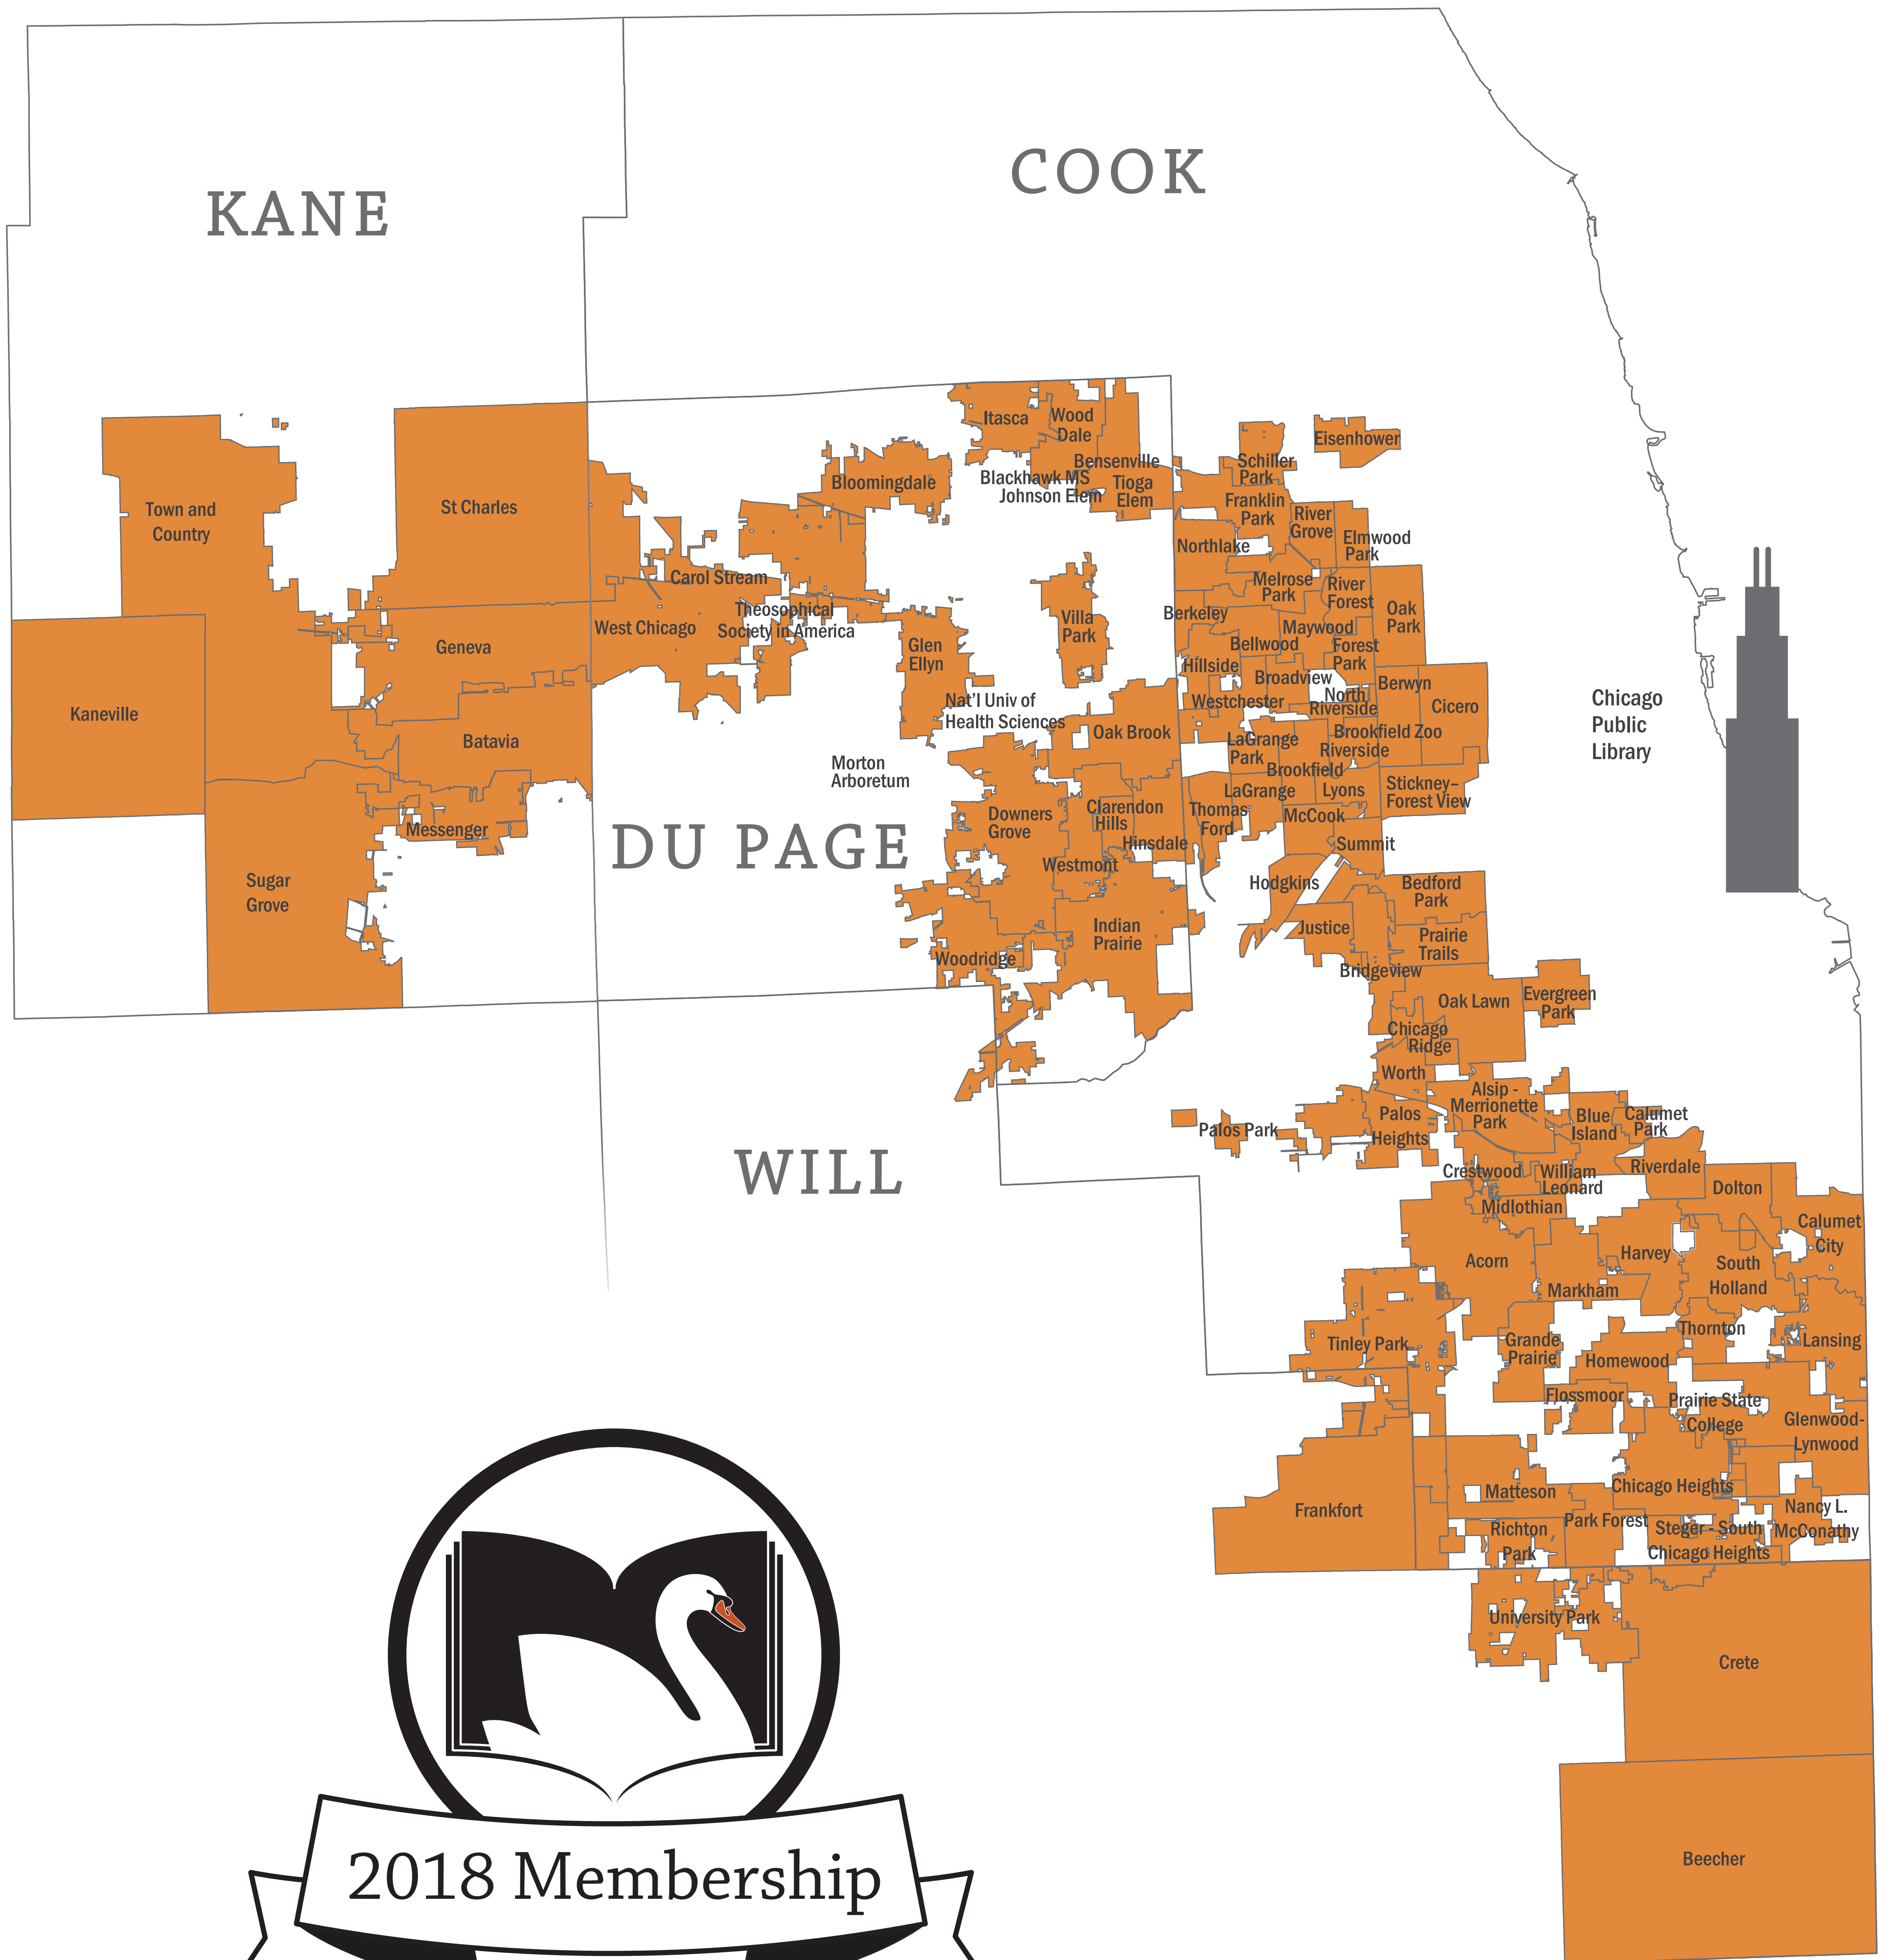 COOK
KANE
Itasca
Wood
Dale
Eisenhower
Bensenville
Schiller
Park
Bloomingdale
Blackhawk MS
Johnson Elem
Tioga
Elem
Town and
Country
St Charles
Franklin
Park
River
Grove
Elmwood
Park
Northlake
Carol Stream
Melrose
Park
River
Forest
Theosophical
Society in America
Berkeley
Oak
Park
West Chicago
Villa
Park
Maywood
Geneva
Glen
Ellyn
Bellwood
Forest
Park
Hillside
Broadview
Berwyn
Nat'l Univ of
Health Sciences
Westchester
North
Riverside
Cicero
Chicago
Public
Library
Kaneville
Batavia
Oak Brook
LaGrange
Park
Brookfield Zoo
Riverside
Morton
Arboretum
Brookfield
LaGrange
Lyons
Stickney–
Forest View
Messenger
DU PAGE
Downers
Grove
Clarendon
Hills
Thomas
Ford
McCook
Hinsdale
Summit
Westmont
Sugar
Grove
Hodgkins
Bedford
Park
Indian
Prairie
Justice
Prairie
Trails
Woodridge
Bridgeview
Oak Lawn
Evergreen
Park
Chicago
Ridge
Worth
Alsip -
Merrionette
Park
Palos
Heights
Blue
Island
Calumet
Park
Palos Park
WILL
Crestwood
William
Leonard
Riverdale
Dolton
Midlothian
Calumet
City
Acorn
Harvey
South
Holland
Markham
Tinley Park
Grande
Prairie
Thornton
Lansing
Homewood
Flossmoor
Prairie State
College
Glenwood-
Lynwood
Matteson
Chicago Heights
Frankfort
Richton
Park
Park Forest
Steger - South
Chicago Heights
Nancy L.
McConathy
University Park
Crete
Beecher
2018 Membership